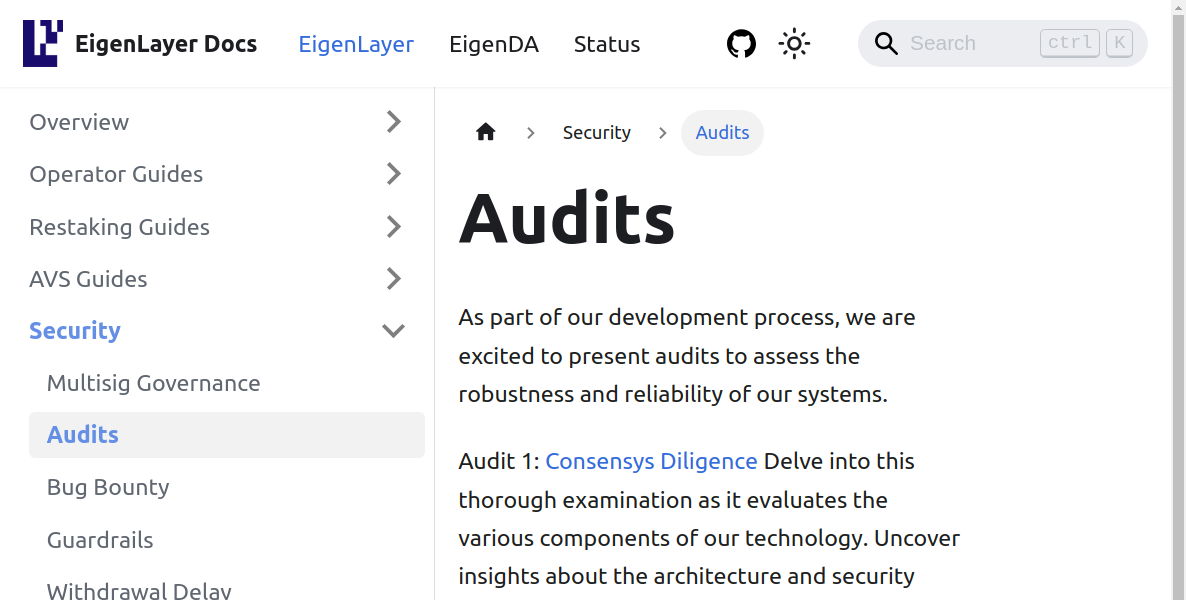 EigenLayer Docs EigenLayer EigenDA Status Search ctrl K
Overview
Operator Guides
Restaking Guides
AVS Guides
Security
Multisig Governance
Audits
Bug Bounty
Guardrails
Withdrawal Delay
Security Audits
Audits
As part of our development process, we are
excited to present audits to assess the
robustness and reliability of our systems.
Audit 1: Consensys Diligence Delve into this
thorough examination as it evaluates the
various components of our technology. Uncover
insights about the architecture and security